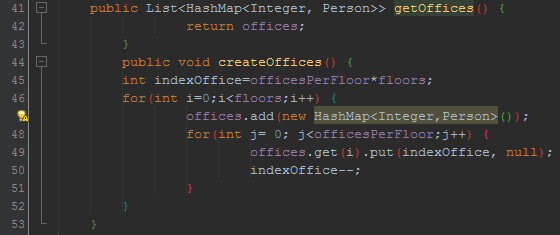 41 public List<HashMap<Integer, Person>> getOffices() {
42 return offices;
43 }
44 public void createOffices() {
45 int indexOffice=officesPerFloor*floors;
46 for(int i=0;i<floors;i++) {
47 offices.add(new HashMap<Integer,Person>());
48 for(int j= 0; j<officesPerFloor;j++) {
49 offices.get(i).put(indexOffice, null);
50 indexOffice--;
51 }
52 }
53 }